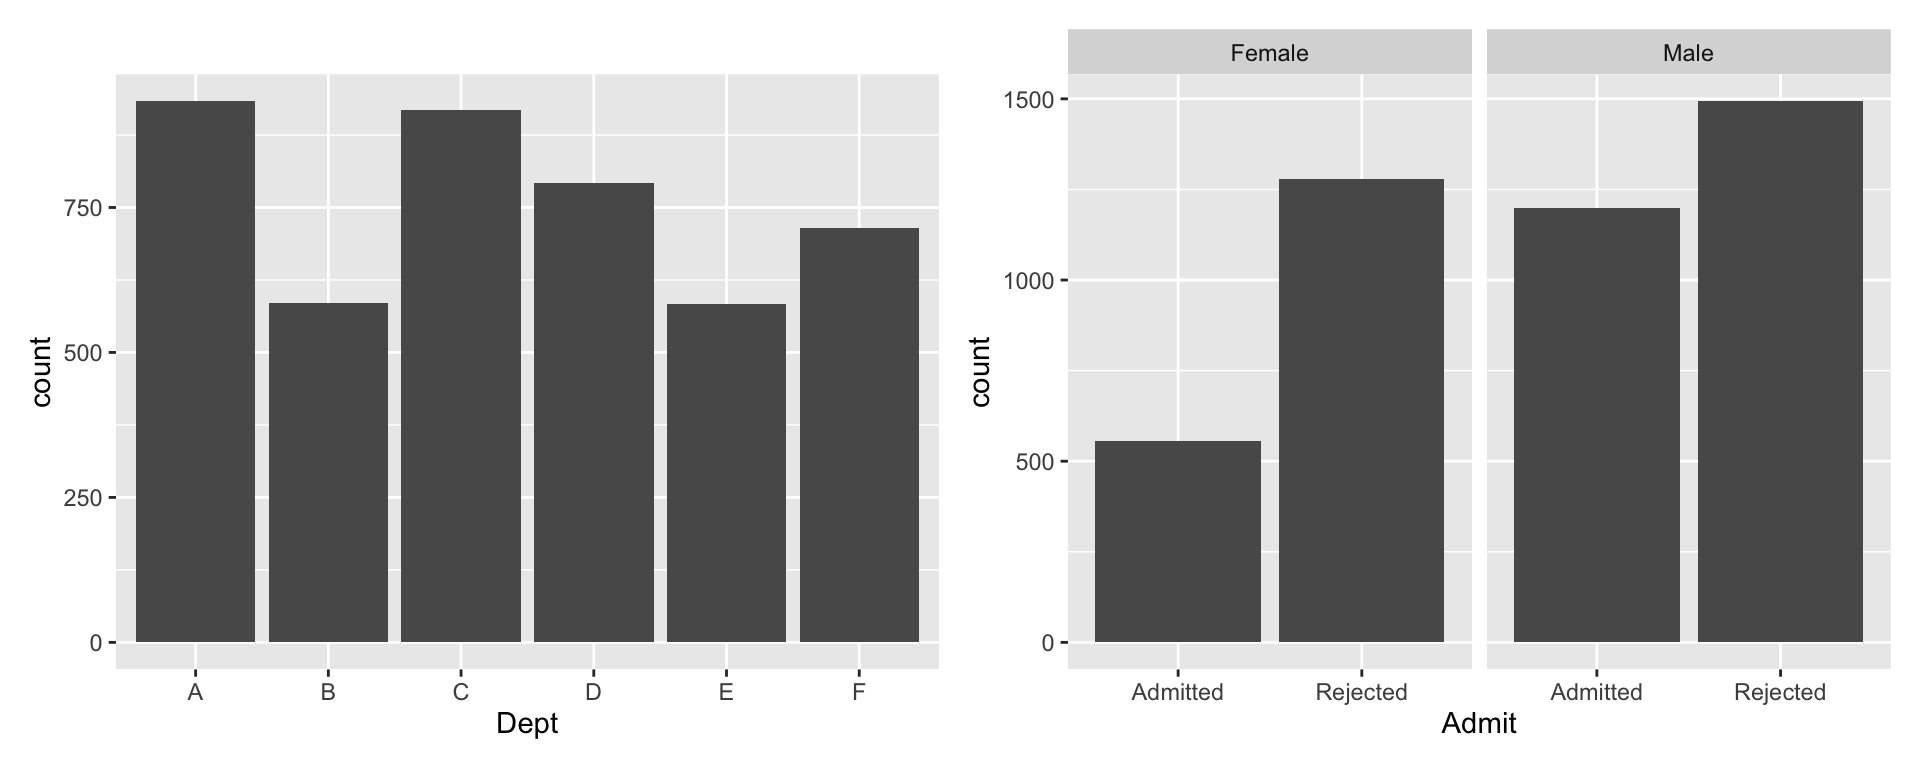 750
500
250
0
count
A B C D E F
Dept
Female Male
1500
1000
500
0
count
Admitted Rejected Admitted Rejected
Admit